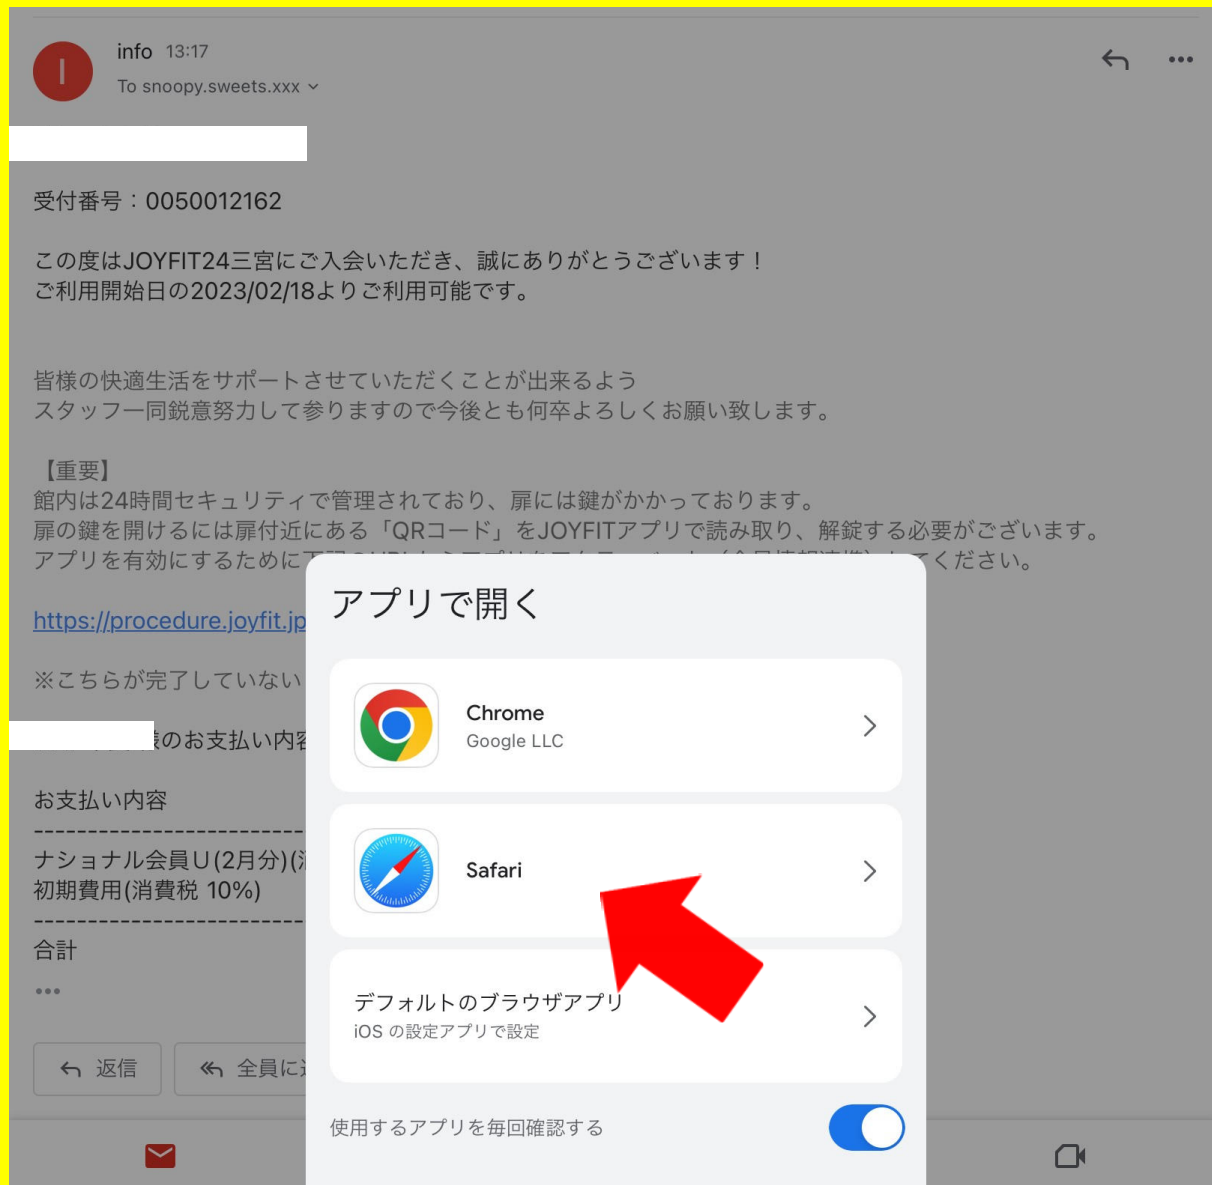 I
info 13:17
To snoopy.sweets.xxx
受付番号：0050012162
この度はJOYFIT24三宮にご入会いただき、誠にありがとうございます！
ご利用開始日の2023/02/18よりご利用可能です。
皆様の快適生活をサポートさせていただくことが出来るよう
スタッフ一同鋭意努力して参りますので今後とも何卒よろしくお願い致します。
【重要】
館内は24時間セキュリティで管理されており、扉には鍵がかかっております。
扉の鍵を開けるには扉付近にある「QRコード」をJOYFITアプリで読み取り、解錠する必要がございます。
アプリを有効にするために
てください。
https://procedure.joyfit.jp
※こちらが完了していない
様のお支払い内容
お支払い内容
-------------------------
ナショナル会員U(2月分)(
初期費用(消費税 10%)
-------------------------
合計
返信
全員に
アプリで開く
Chrome
Google LLC
Safari
デフォルトのブラウザアプリ
iOS の設定アプリで設定
使用するアプリを毎回確認する